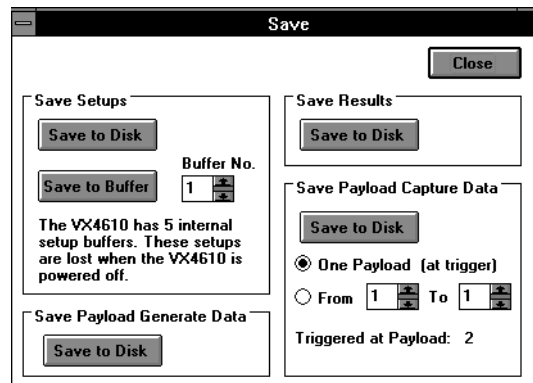 Save
Close
Save Setups
Save to Disk
Buffer No.
Save to Buffer
1
The VX4610 has 5 internal
setup buffers. These setups
are lost when the VX4610 is
powered off.
Save Payload Generate Data
Save to Disk
Save Results
Save to Disk
Save Payload Capture Data
Save to Disk
One Payload (at trigger)
From 1 To 1
Triggered at Payload: 2